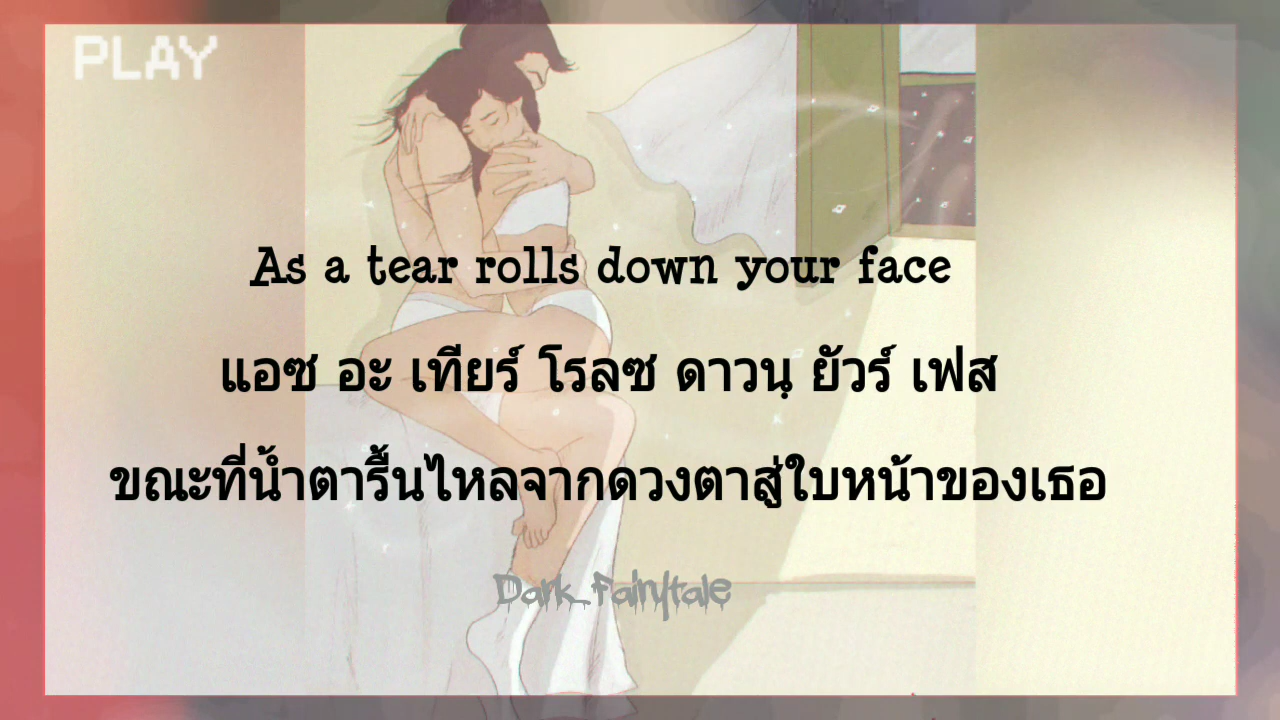 PLAY
As a tear rolls down your face
แอซ อะ เทียร์ โรลซ ดาวนฺ ยัวร์ เฟส
ขณะที่น้ำตารื้นไหลจากดวงตาสู่ใบหน้าของเธอ
Dark_Fairytale